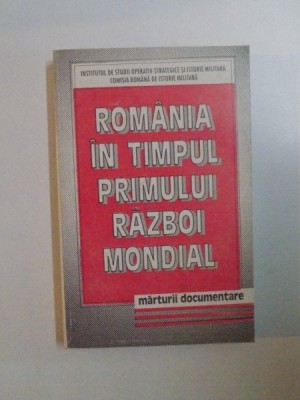 INSTITUTUL DE STUDII OPERATIV-STRATEGICE ȘI ISTORIE MILITARĂ
COMISIA ROMÂNĂ DE ISTORIE MILITARĂ
ROMÂNIA
ÎN TIMPUL
PRIMULUI
RĂZBOI
MONDIAL
mărturii documentare